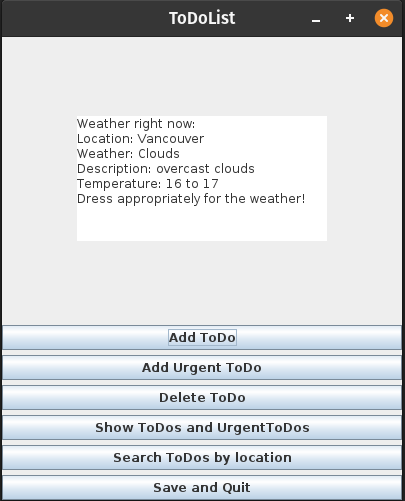 ToDoList
Weather right now:
Location: Vancouver
Weather: Clouds
Description: overcast clouds
Temperature: 16 to 17
Dress appropriately for the weather!
Add ToDo
Add Urgent ToDo
Delete ToDo
Show ToDos and UrgentToDos
Search ToDos by location
Save and Quit